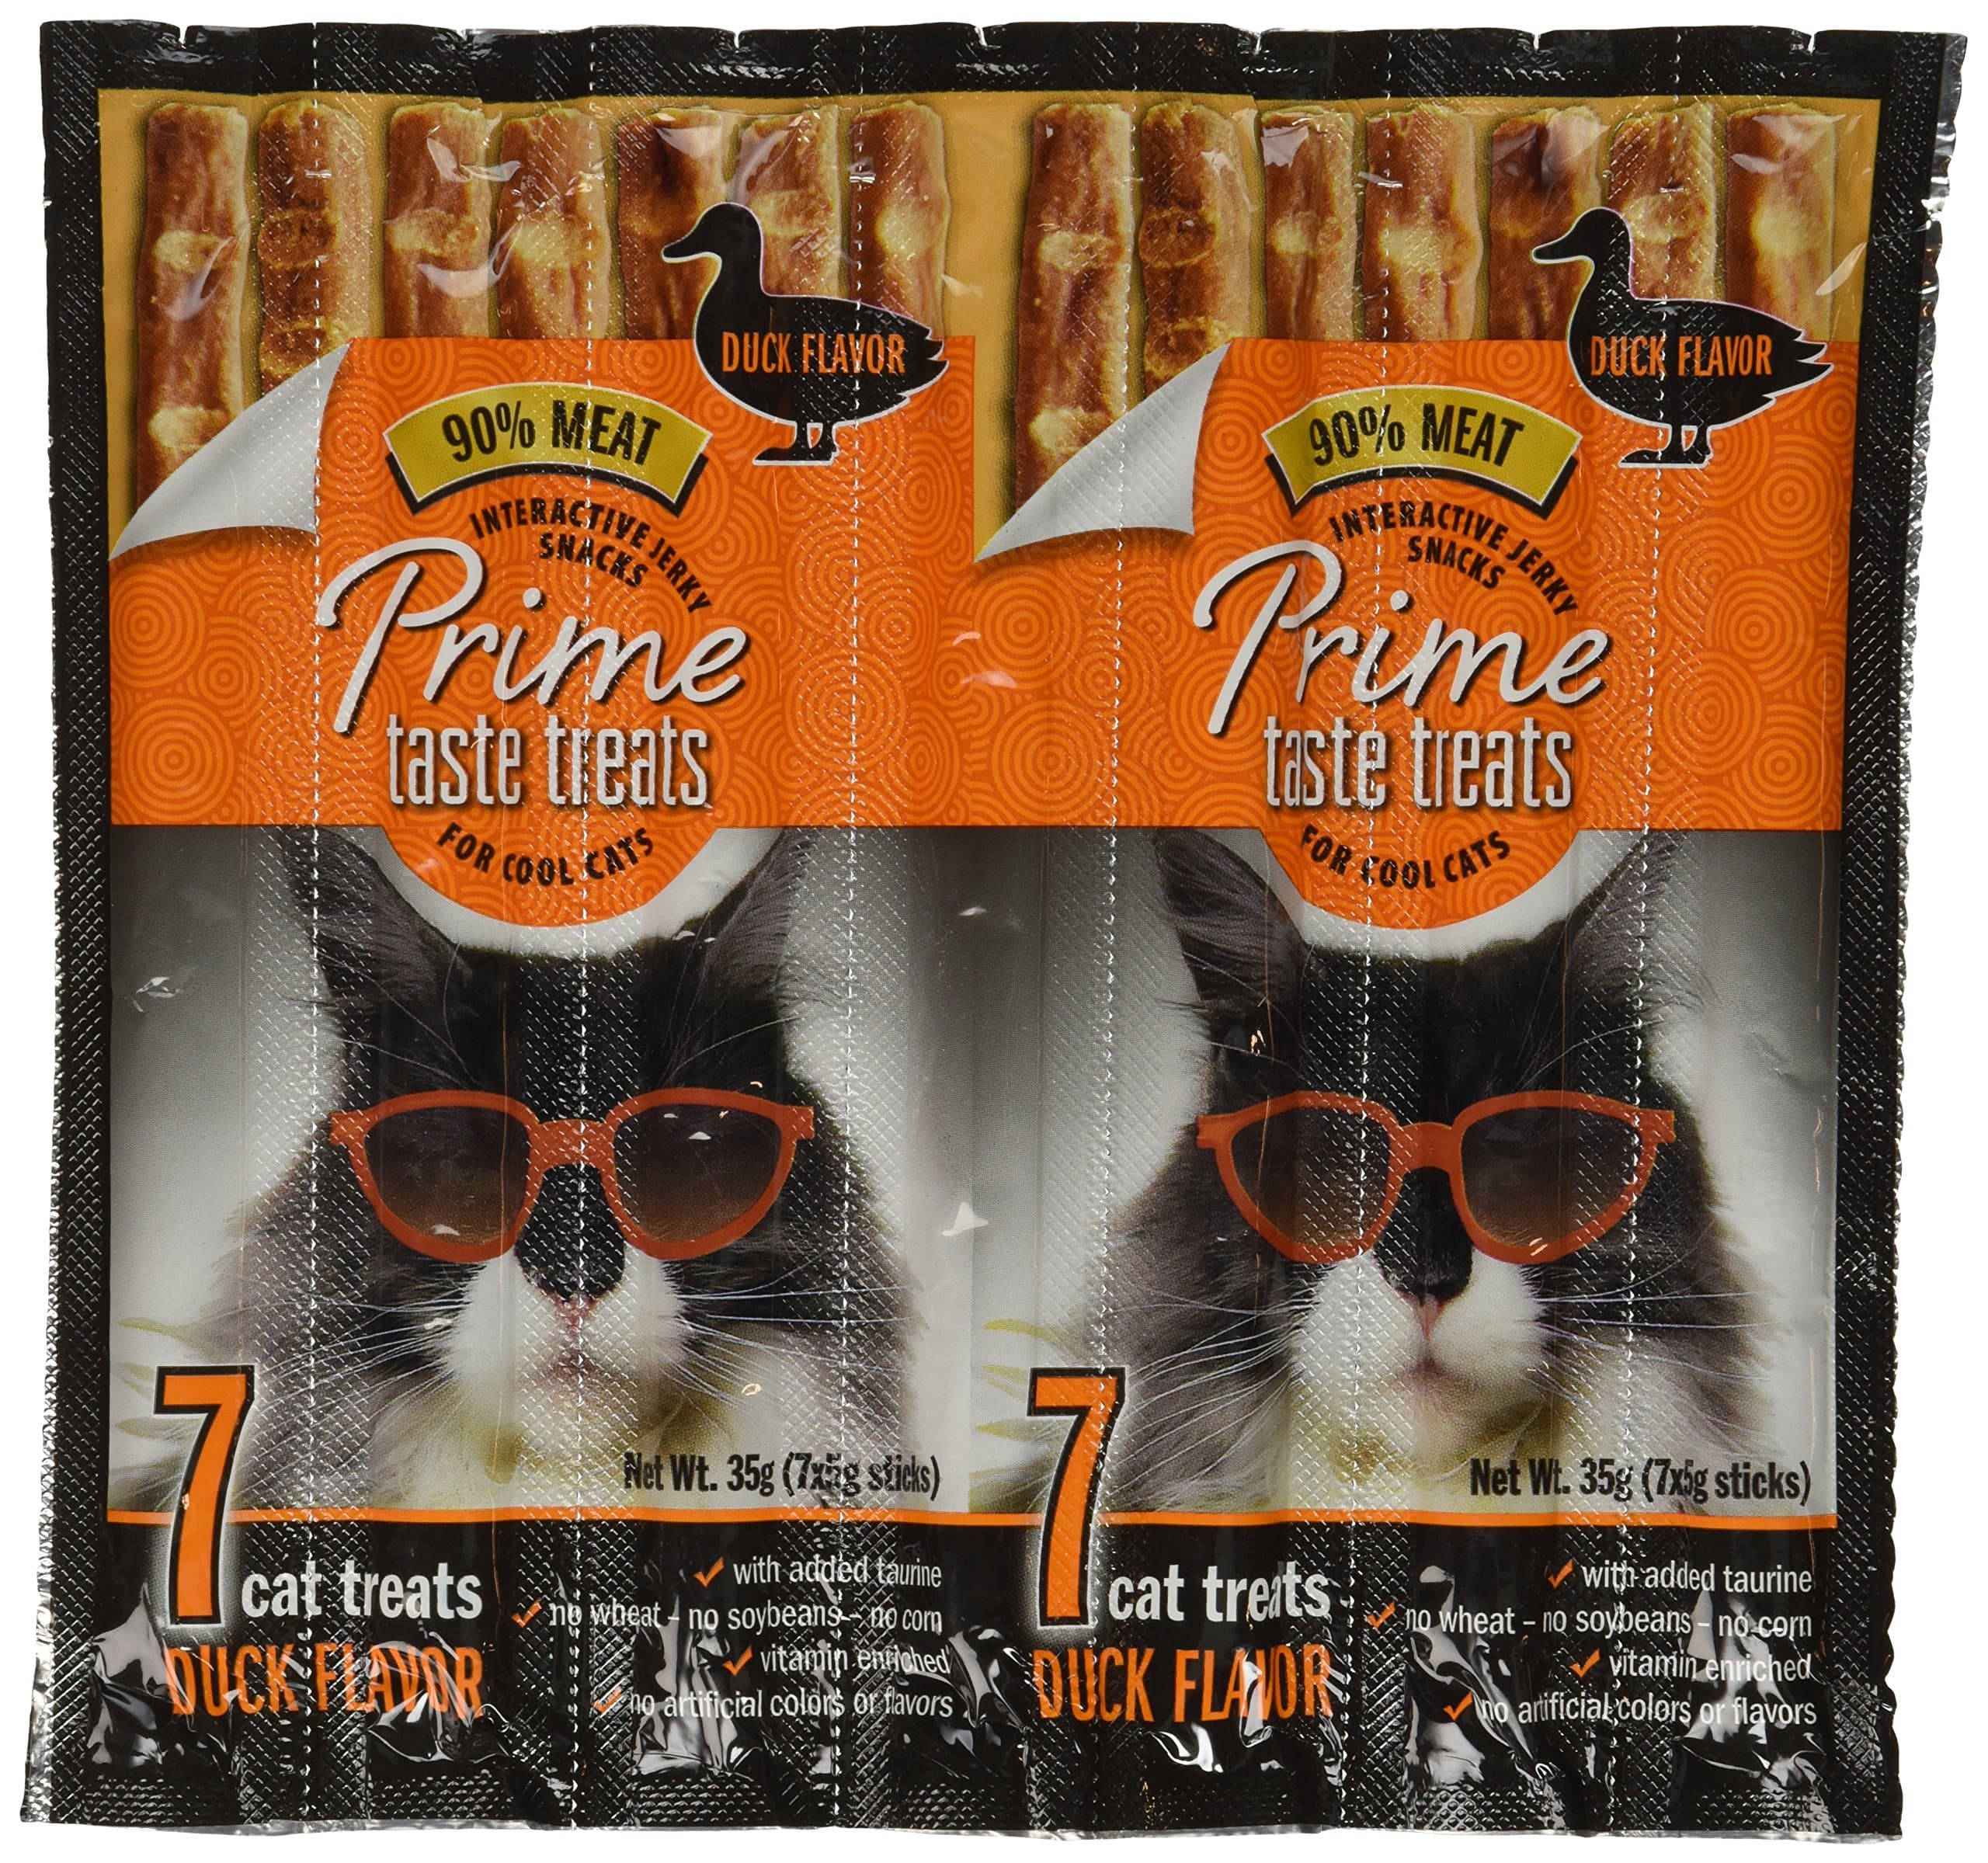 DUCK FLAVOR
90% MEAT
INTERACTIVE JERKY
SNACKS
Prime
taste treats
FOR COOL CATS
7
Net Wt. 35g (7x5g sticks)
cat treats
DUCK FLAVOR
with added taurine
no wheat – no soybeans – no corn
vitamin enriched
no artificial colors or flavors
DUCK FLAVOR
90% MEAT
INTERACTIVE JERKY
SNACKS
Prime
taste treats
FOR COOL CATS
7
Net Wt. 35g (7x5g sticks)
cat treats
DUCK FLAVOR
with added taurine
no wheat – no soybeans – no corn
vitamin enriched
no artificial colors or flavors